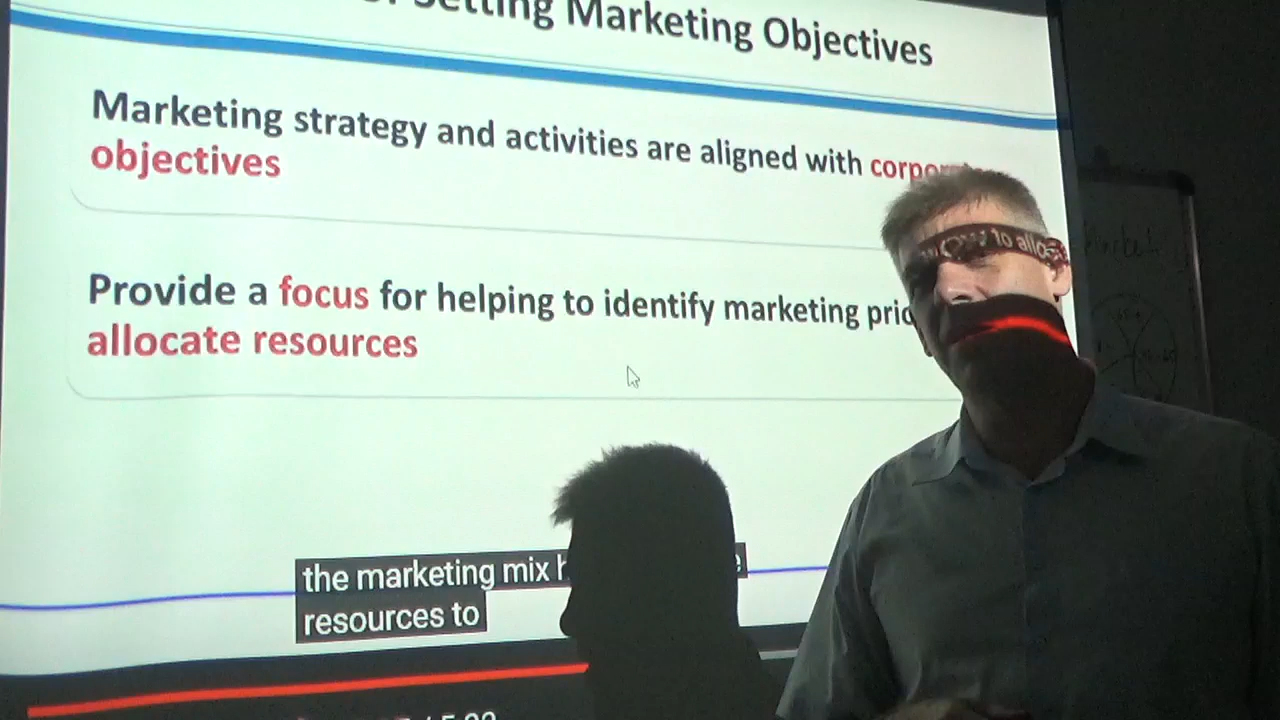 Setting Marketing Objectives
Marketing strategy and activities are aligned with
objectives
Provide a focus for helping to identify marketing
allocate resources
to
the marketing mix
resources to